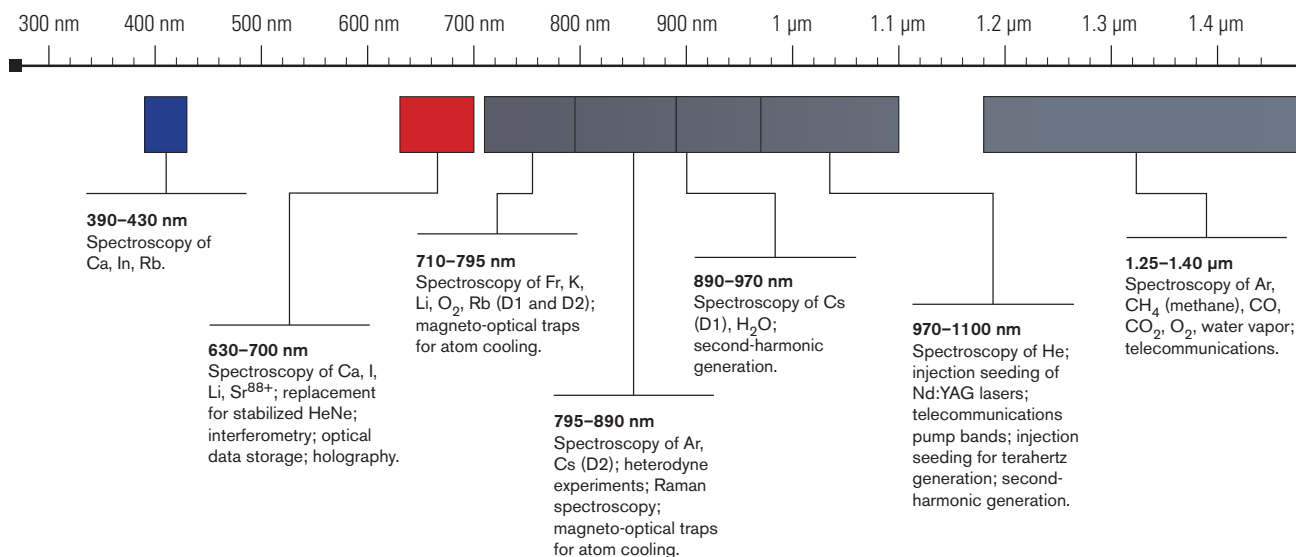 300 nm 400 nm 500 nm 600 nm 700 nm 800 nm 900 nm 1 µm 1.1 µm 1.2 µm 1.3 µm 1.4 µm
390–430 nm
Spectroscopy of
Ca, In, Rb.
630–700 nm
Spectroscopy of Ca, I,
Li, Sr⁸⁸⁺; replacement
for stabilized HeNe;
interferometry; optical
data storage; holography.
710–795 nm
Spectroscopy of Fr, K,
Li, O₂, Rb (D1 and D2);
magneto-optical traps
for atom cooling.
795–890 nm
Spectroscopy of Ar,
Cs (D2); heterodyne
experiments; Raman
spectroscopy;
magneto-optical traps
for atom cooling.
890–970 nm
Spectroscopy of Cs
(D1), H₂O;
second-harmonic
generation.
970–1100 nm
Spectroscopy of He;
injection seeding of
Nd:YAG lasers;
telecommunications
pump bands; injection
seeding for terahertz
generation; second-
harmonic generation.
1.25–1.40 µm
Spectroscopy of Ar,
CH₄ (methane), CO,
CO₂, O₂, water vapor;
telecommunications.